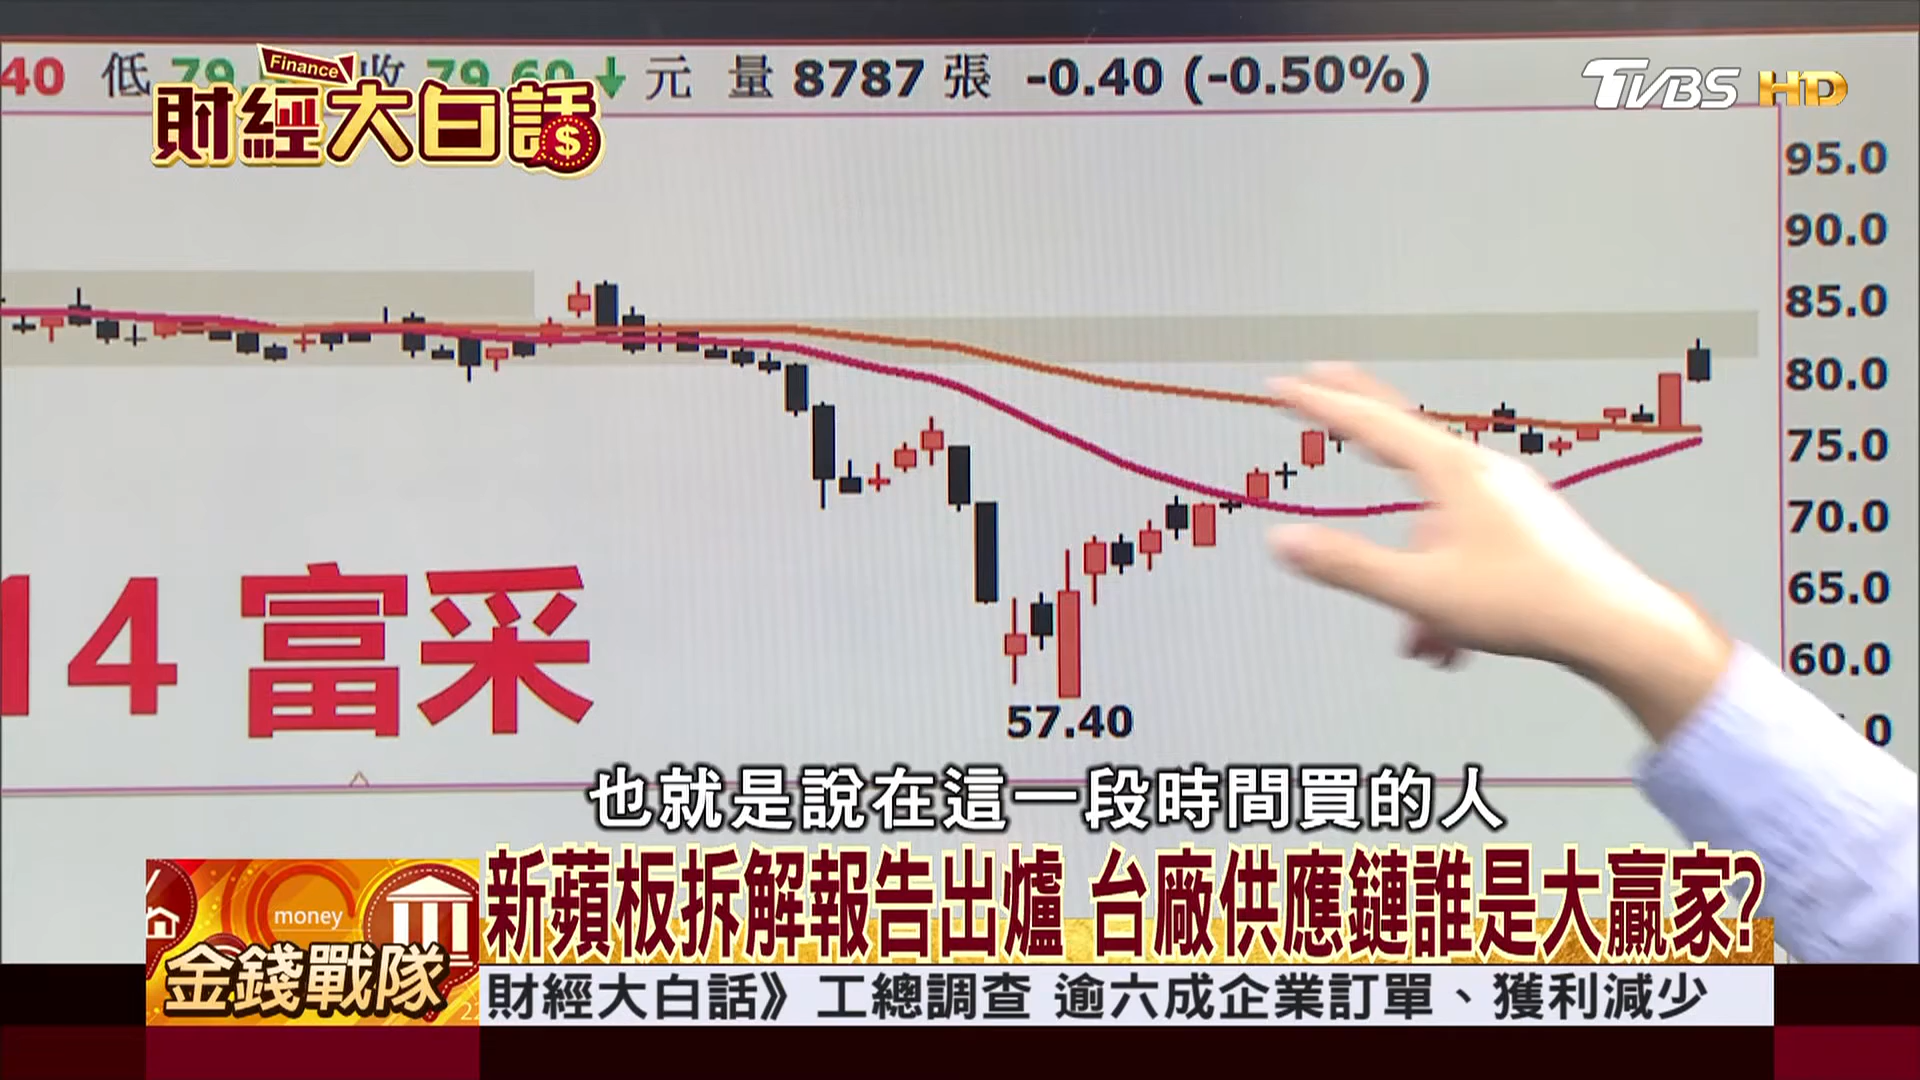 40 低 79. 收 79.60↓元 量 8787 張 -0.40 (-0.50%)
Finance
財經大白話
$
TVBS HD
95.0
90.0
85.0
80.0
75.0
70.0
65.0
60.0
.0
14 富采
57.40
也就是說在這一段時間買的人
money
金錢戰隊
新蘋板拆解報告出爐 台廠供應鏈誰是大贏家?
財經大白話》工總調查 逾六成企業訂單、獲利減少